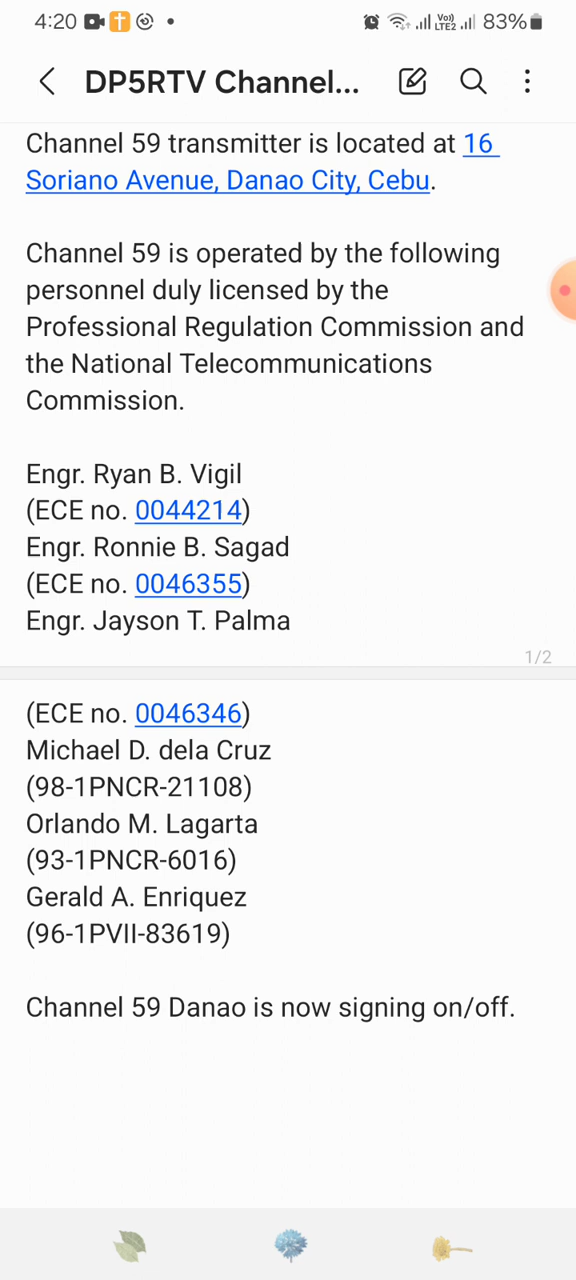 4:20
Vo))
LTE2
83%
DP5RTV Channel...
Channel 59 transmitter is located at 16
Soriano Avenue, Danao City, Cebu.
Channel 59 is operated by the following
personnel duly licensed by the
Professional Regulation Commission and
the National Telecommunications
Commission.
Engr. Ryan B. Vigil
(ECE no. 0044214)
Engr. Ronnie B. Sagad
(ECE no. 0046355)
Engr. Jayson T. Palma
1/2
(ECE no. 0046346)
Michael D. dela Cruz
(98-1PNCR-21108)
Orlando M. Lagarta
(93-1PNCR-6016)
Gerald A. Enriquez
(96-1PVII-83619)
Channel 59 Danao is now signing on/off.